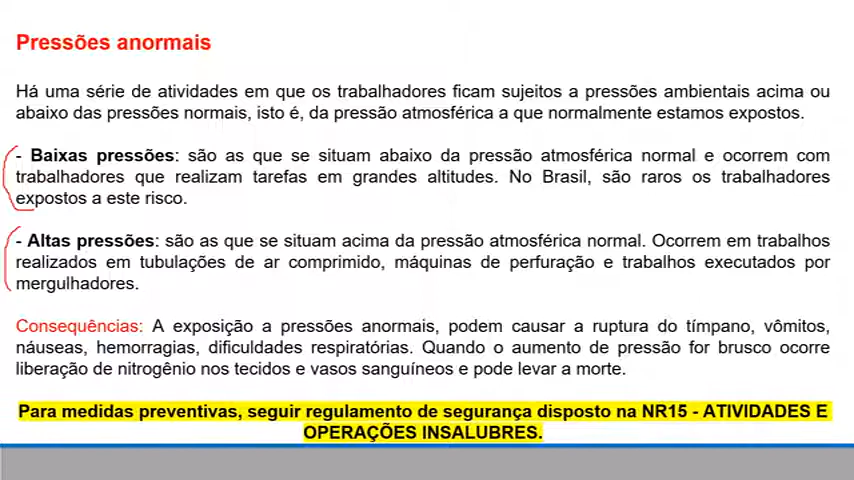 Pressões anormais
Há uma série de atividades em que os trabalhadores ficam sujeitos a pressões ambientais acima ou
abaixo das pressões normais, isto é, da pressão atmosférica a que normalmente estamos expostos.
- Baixas pressões: são as que se situam abaixo da pressão atmosférica normal e ocorrem com
trabalhadores que realizam tarefas em grandes altitudes. No Brasil, são raros os trabalhadores
expostos a este risco.
- Altas pressões: são as que se situam acima da pressão atmosférica normal. Ocorrem em trabalhos
realizados em tubulações de ar comprimido, máquinas de perfuração e trabalhos executados por
mergulhadores.
Consequências: A exposição a pressões anormais, podem causar a ruptura do tímpano, vômitos,
náuseas, hemorragias, dificuldades respiratórias. Quando o aumento de pressão for brusco ocorre
liberação de nitrogênio nos tecidos e vasos sanguíneos e pode levar a morte.
Para medidas preventivas, seguir regulamento de segurança disposto na NR15 - ATIVIDADES E
OPERAÇÕES INSALUBRES.